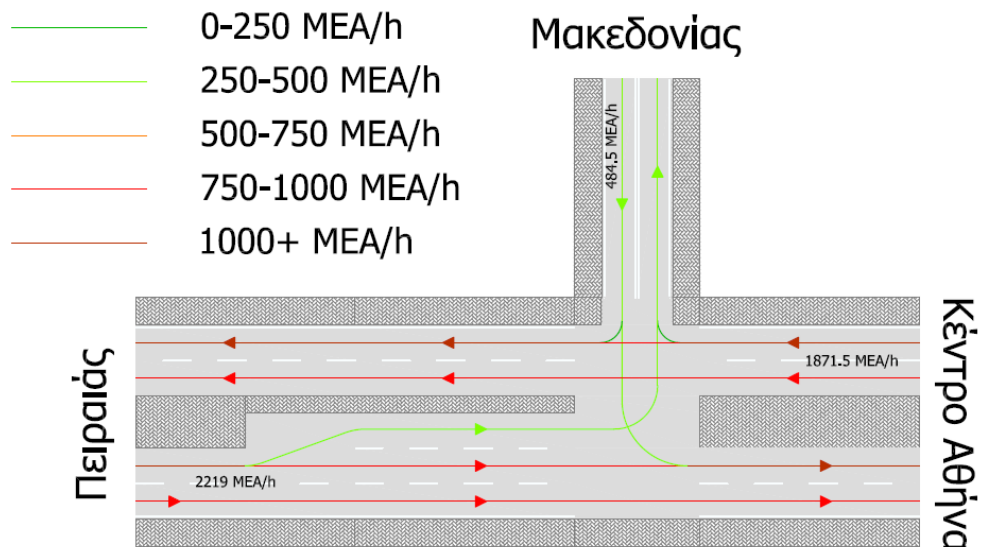 0-250 ΜΕΑ/h
250-500 ΜΕΑ/h
500-750 ΜΕΑ/h
750-1000 ΜΕΑ/h
1000+ ΜΕΑ/h
Μακεδονίας
484.5 ΜΕΑ/h
1871.5 ΜΕΑ/h
Πειραιάς
2219 ΜΕΑ/h
Κέντρο Αθήνα